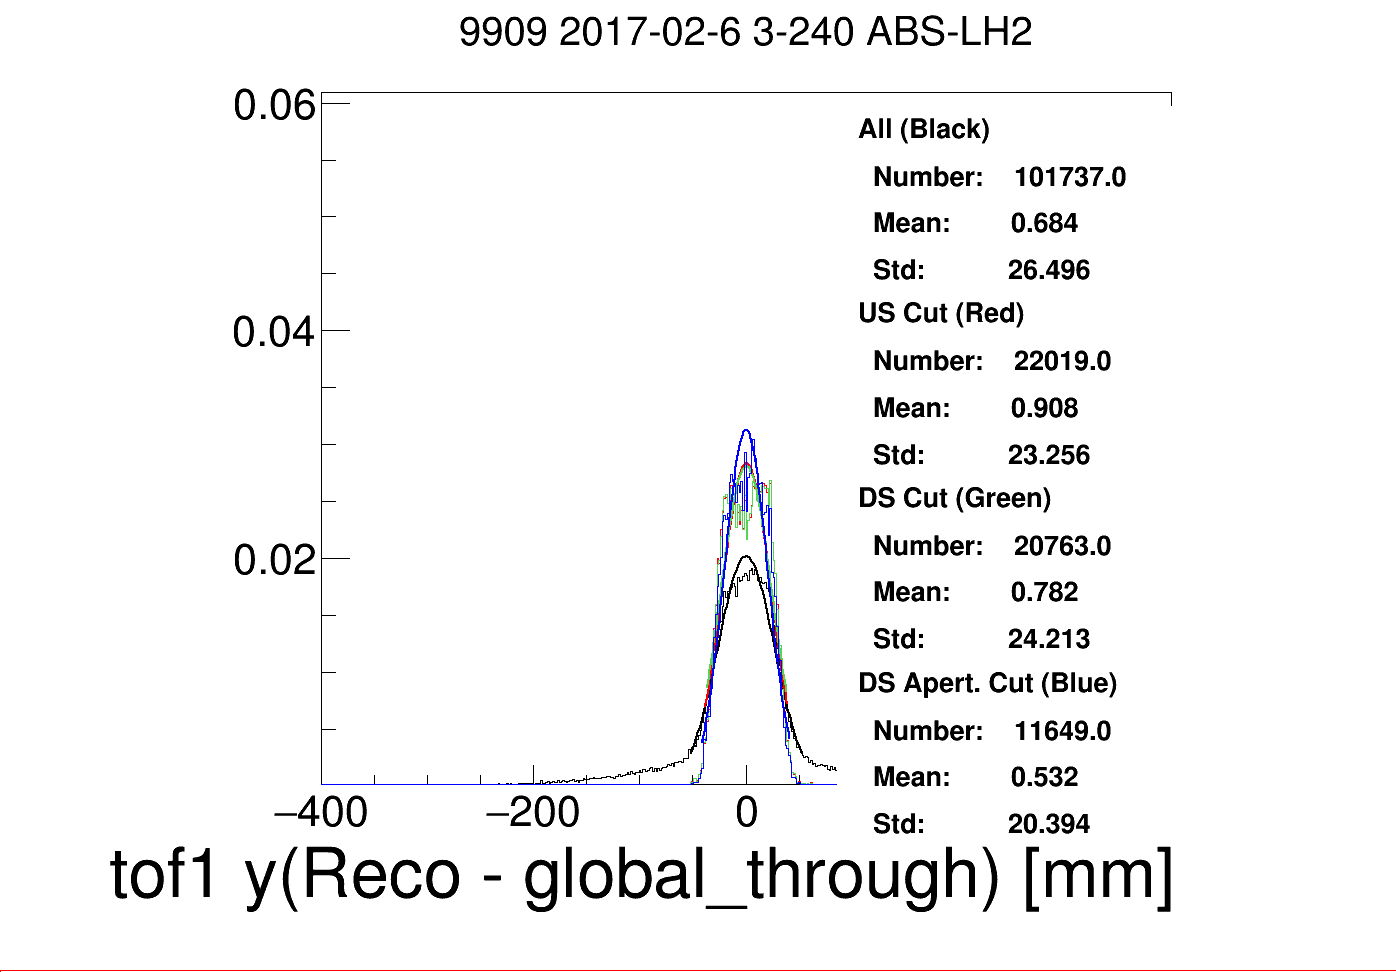 9909 2017-02-6 3-240 ABS-LH2
0.06
0.04
0.02
All (Black)
Number: 101737.0
Mean: 0.684
Std: 26.496
US Cut (Red)
Number: 22019.0
Mean: 0.908
Std: 23.256
DS Cut (Green)
Number: 20763.0
Mean: 0.782
Std: 24.213
DS Apert. Cut (Blue)
Number: 11649.0
Mean: 0.532
Std: 20.394
−400 −200 0
tof1 y(Reco - global_through) [mm]